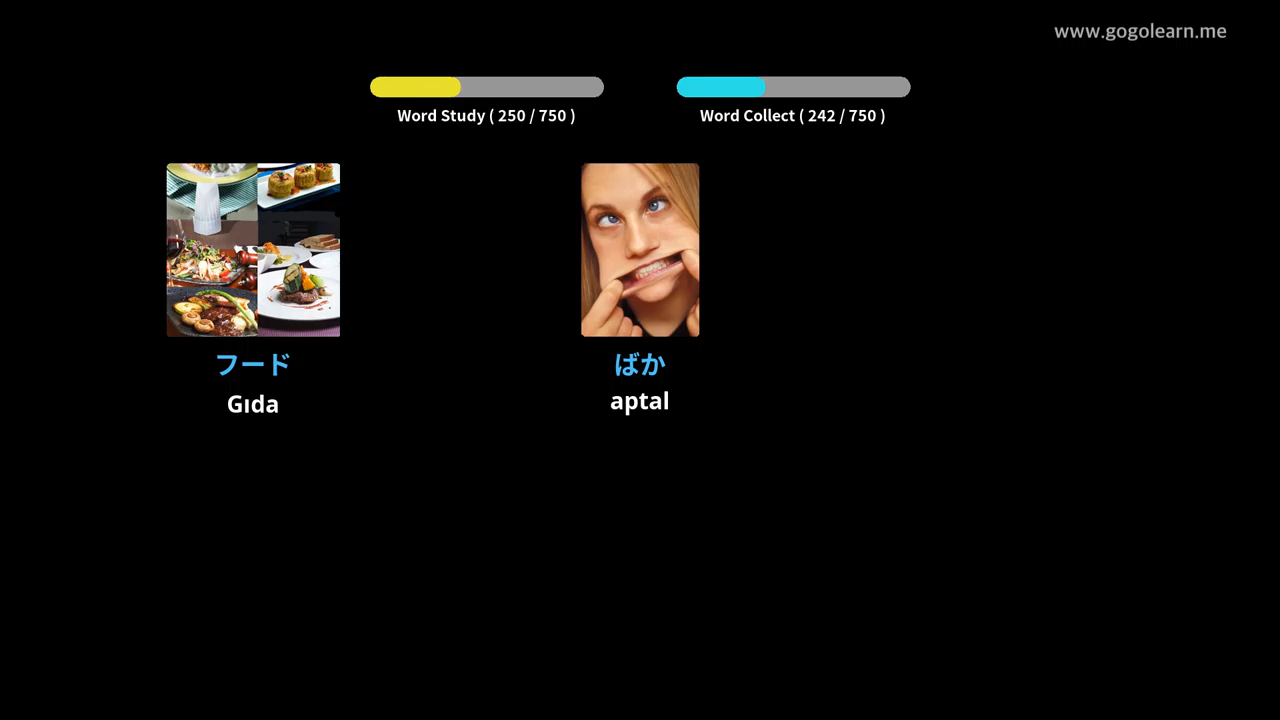 www.gogolearn.me
Word Study ( 250 / 750 )
Word Collect ( 242 / 750 )
フード
ばか
Gıda
aptal